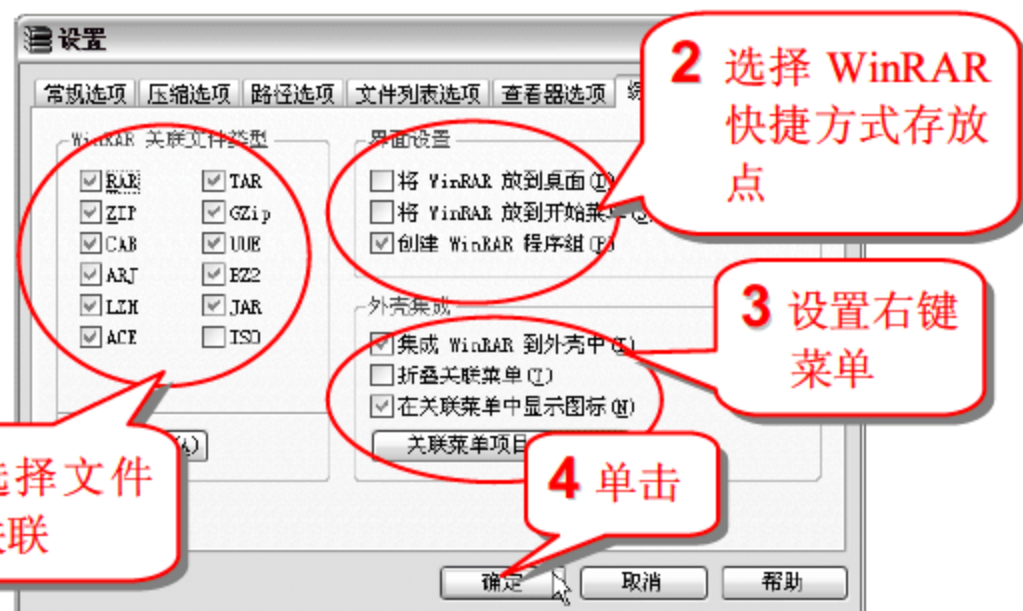 设置
2 选择 WinRAR
快捷方式存放
点
常规选项 压缩选项 路径选项 文件列表选项 查看器选项
WinRAR 关联文件类型
RAR TAR
ZIP GZip
CAB UUE
ARJ BZ2
LZH JAR
ACE ISO
界面设置
将 WinRAR 放到桌面(D)
将 WinRAR 放到开始菜单(S)
创建 WinRAR 程序组(P)
外壳集成
集成 WinRAR 到外壳中(E)
折叠关联菜单(T)
在关联菜单中显示图标(N)
关联菜单项目
3 设置右键
菜单
(A)
选择文件
关联
4 单击
确定 取消 帮助